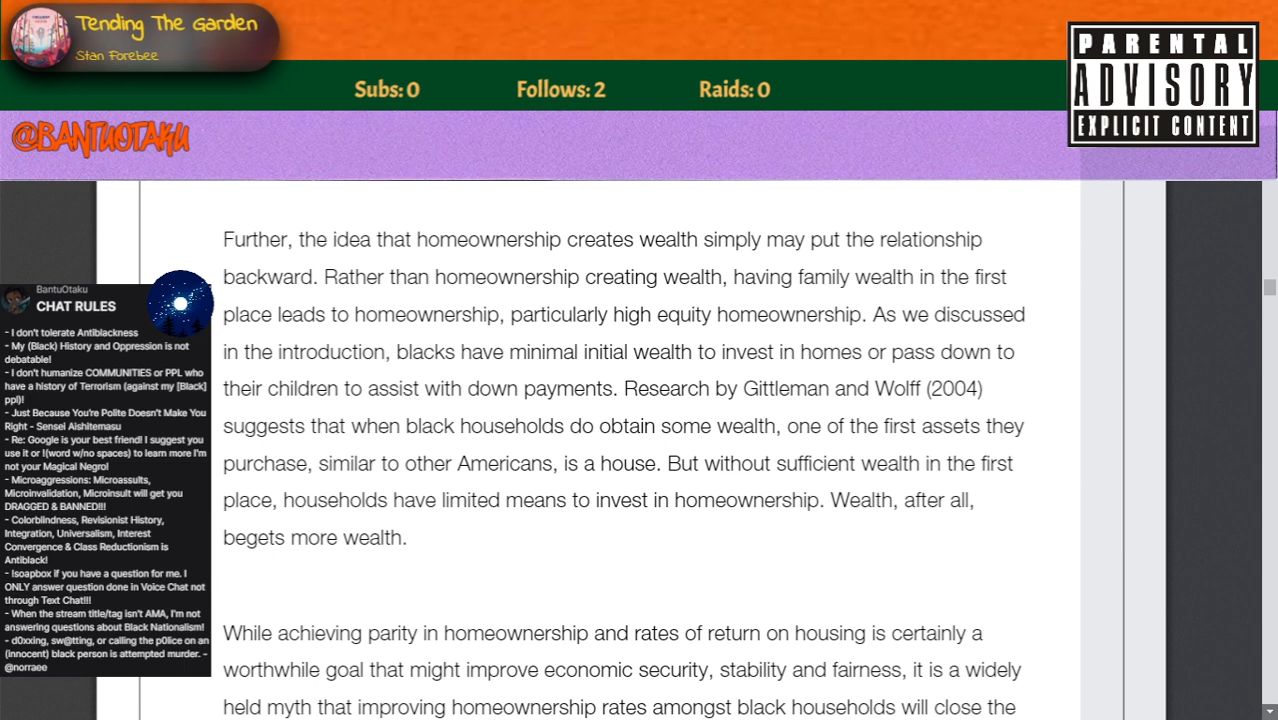 Tending The Garden
Stan Forebee
Subs: 0
Follows: 2
Raids: 0
PARENTAL
ADVISORY
EXPLICIT CONTENT
@BANTUOTAKU
Further, the idea that homeownership creates wealth simply may put the relationship
backward. Rather than homeownership creating wealth, having family wealth in the first
place leads to homeownership, particularly high equity homeownership. As we discussed
in the introduction, blacks have minimal initial wealth to invest in homes or pass down to
their children to assist with down payments. Research by Gittleman and Wolff (2004)
suggests that when black households do obtain some wealth, one of the first assets they
purchase, similar to other Americans, is a house. But without sufficient wealth in the first
place, households have limited means to invest in homeownership. Wealth, after all,
begets more wealth.
While achieving parity in homeownership and rates of return on housing is certainly a
worthwhile goal that might improve economic security, stability and fairness, it is a widely
held myth that improving homeownership rates amongst black households will close the
BantuOtaku
CHAT RULES
- I don't tolerate Antiblackness
- My (Black) History and Oppression is not
debatable!
- I don't humanize COMMUNITIES or PPL who
have a history of Terrorism (against my [Black]
ppl)!
- Just Because You're Polite Doesn't Make You
Right - Sensei Aishitemasu
- Re: Google is your best friend! I suggest you
use it or !(word w/no spaces) to learn more I'm
not your Magical Negro!
- Microaggressions: Microassults,
Microinvalidation, Microinsult will get you
DRAGGED & BANNED!!!
- Colorblindness, Revisionist History,
Integration, Universalism, Interest
Convergence & Class Reductionism is
Antiblack!
- !soapbox if you have a question for me. I
ONLY answer question done in Voice Chat not
through Text Chat!!!
- When the stream title/tag isn't AMA, I'm not
answering questions about Black Nationalism!
- d0xxing, sw@tting, or calling the p0lice on an
(innocent) black person is attempted murder. -
@norraee